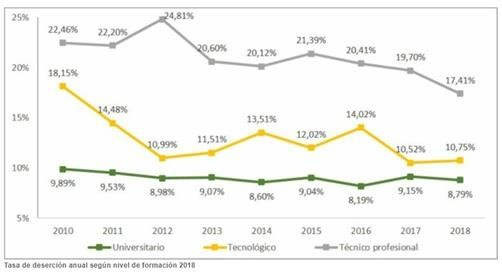 25%
20%
15%
10%
5%
22,46% 22,20% 24,81% 20,60% 20,12% 21,39% 20,41% 19,70% 17,41%
18,15% 14,48% 10,99% 11,51% 13,51% 12,02% 14,02% 10,52% 10,75%
9,89% 9,53% 8,98% 9,07% 8,60% 9,04% 8,19% 9,15% 8,79%
2010 2011 2012 2013 2014 2015 2016 2017 2018
Universitario Tecnológico Técnico profesional
Tasa de deserción anual según nivel de formación 2018